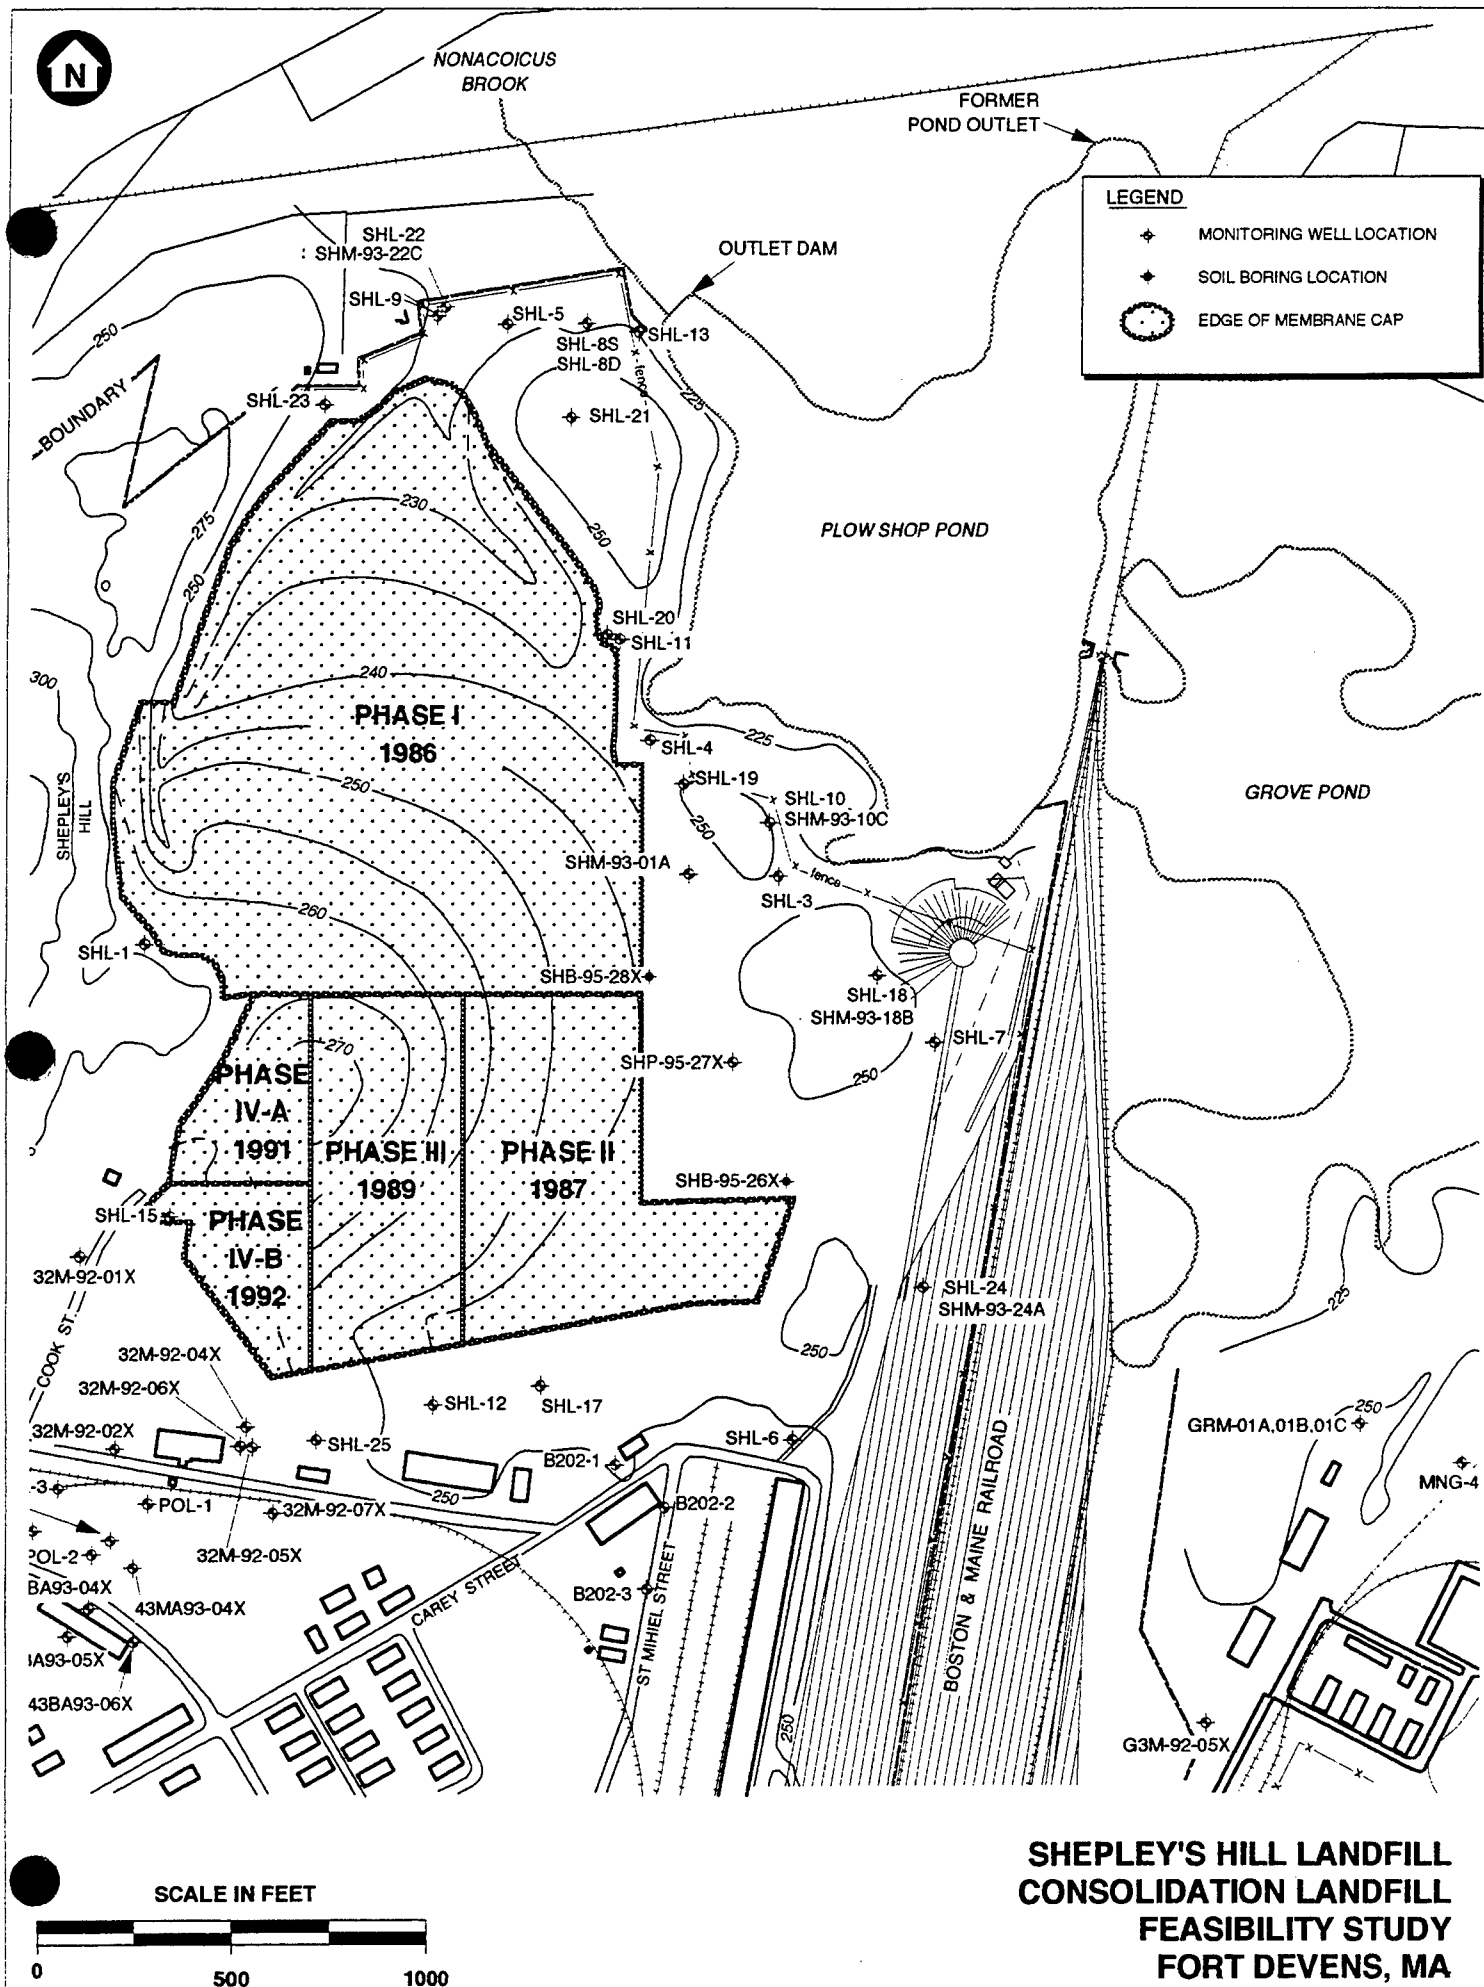 N
NONACOICUS
BROOK
FORMER
POND OUTLET
LEGEND
MONITORING WELL LOCATION
SOIL BORING LOCATION
EDGE OF MEMBRANE CAP
SHL-22
SHM-93-22C
OUTLET DAM
SHL-9
SHL-5
SHL-8S
SHL-8D
SHL-13
fence
250
BOUNDARY
SHL-23
225
SHL-21
275
230
250
PLOW SHOP POND
250
SHL-20
SHL-11
300
240
PHASE I
1986
225
SHL-4
SHEPLEY'S
HILL
250
SHL-19
SHL-10
SHM-93-10C
GROVE POND
250
SHM-93-01A
fence
SHL-3
260
SHL-1
SHB-95-28X
SHL-18
SHM-93-18B
SHL-7
270
SHP-95-27X
250
PHASE
IV-A
1991
PHASE III
1989
PHASE II
1987
SHB-95-26X
SHL-15
PHASE
IV-B
1992
32M-92-01X
SHL-24
SHM-93-24A
225
COOK ST.
250
32M-92-04X
32M-92-06X
SHL-12
SHL-17
250
GRM-01A,01B,01C
32M-92-02X
SHL-25
SHL-6
B202-1
MNG-4
-3
POL-1
250
32M-92-07X
B202-2
POL-2
32M-92-05X
BA93-04X
43MA93-04X
CAREY STREET
B202-3
ST MIHIEL STREET
BOSTON & MAINE RAILROAD
A93-05X
43BA93-06X
250
G3M-92-05X
SCALE IN FEET
0
500
1000
SHEPLEY'S HILL LANDFILL
CONSOLIDATION LANDFILL
FEASIBILITY STUDY
FORT DEVENS, MA